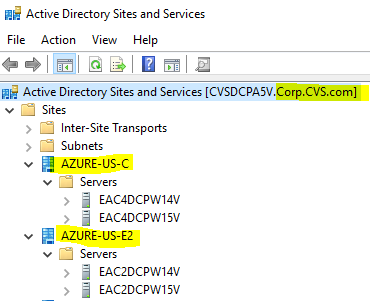 Active Directory Sites and Services
File Action View Help
Active Directory Sites and Services [CVSDCPA5V.Corp.CVS.com]
Sites
Inter-Site Transports
Subnets
AZURE-US-C
Servers
EAC4DCPW14V
EAC4DCPW15V
AZURE-US-E2
Servers
EAC2DCPW14V
EAC2DCPW15V